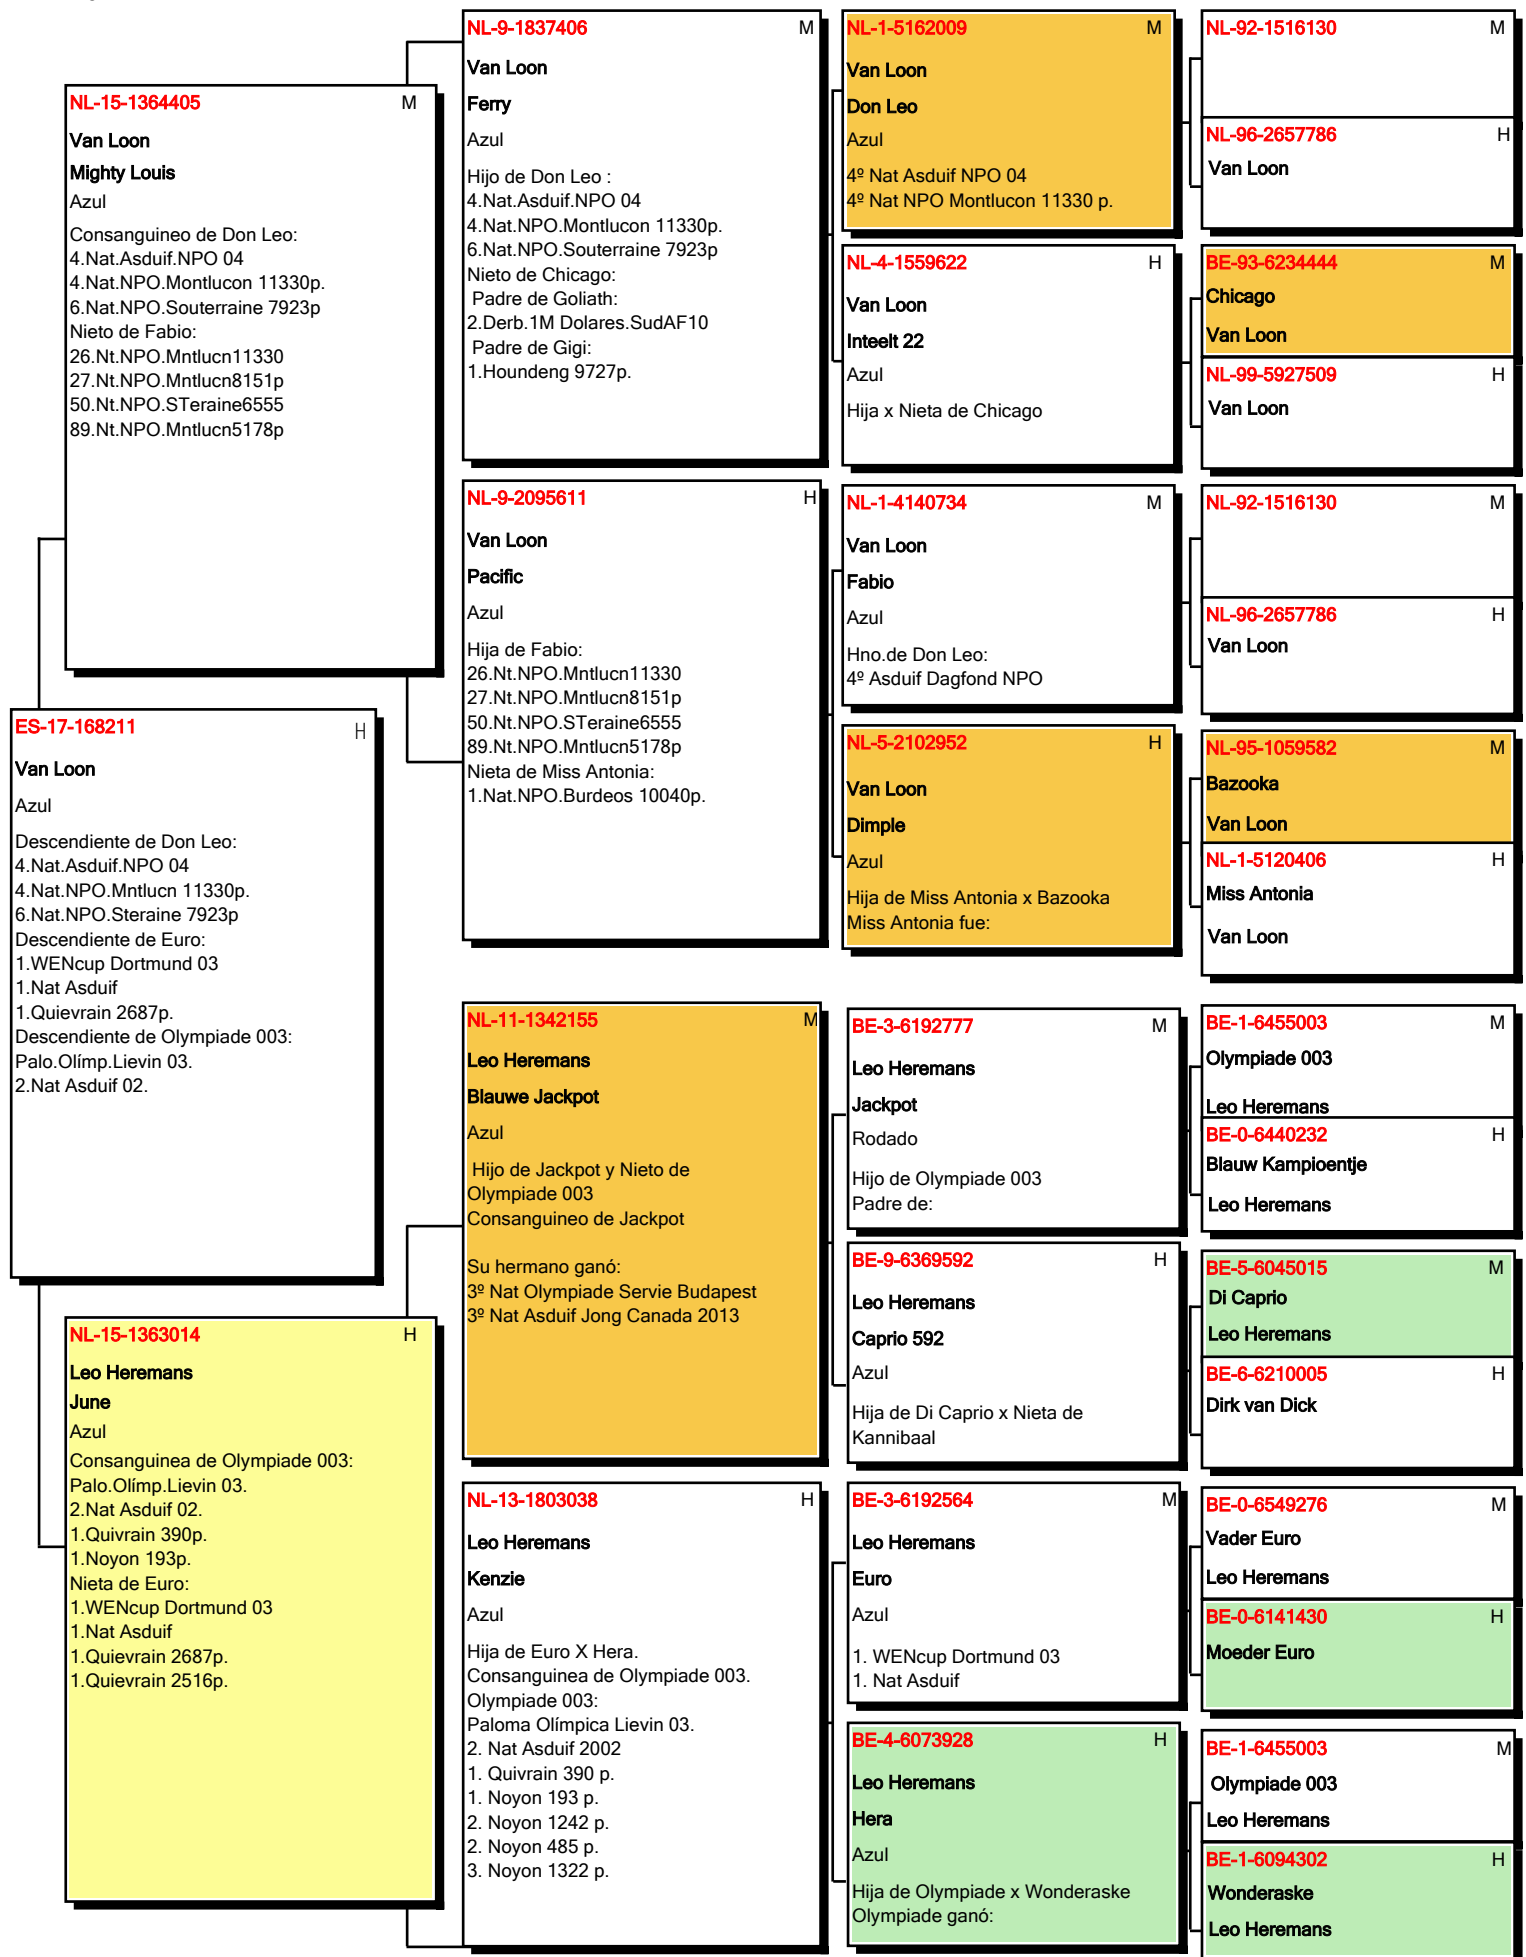 NL-9-1837406 M
Van Loon
Ferry
Azul
Hijo de Don Leo :
4.Nat.Asduif.NPO 04
4.Nat.NPO.Montlucon 11330p.
6.Nat.NPO.Souterraine 7923p
Nieto de Chicago:
Padre de Goliath:
2.Derb.1M Dolares.SudAF10
Padre de Gigi:
1.Houndeng 9727p.
NL-1-5162009 M
Van Loon
Don Leo
Azul
4º Nat Asduif NPO 04
4º Nat NPO Montlucon 11330 p.
NL-92-1516130 M
NL-96-2657786 H
Van Loon
NL-15-1364405 M
Van Loon
Mighty Louis
Azul
Consanguineo de Don Leo:
4.Nat.Asduif.NPO 04
4.Nat.NPO.Montlucon 11330p.
6.Nat.NPO.Souterraine 7923p
Nieto de Fabio:
26.Nt.NPO.Mntlucn11330
27.Nt.NPO.Mntlucn8151p
50.Nt.NPO.STeraine6555
89.Nt.NPO.Mntlucn5178p
NL-4-1559622 H
Van Loon
Inteelt 22
Azul
Hija x Nieta de Chicago
BE-93-6234444 M
Chicago
Van Loon
NL-99-5927509 H
Van Loon
NL-9-2095611 H
Van Loon
Pacific
Azul
Hija de Fabio:
26.Nt.NPO.Mntlucn11330
27.Nt.NPO.Mntlucn8151p
50.Nt.NPO.STeraine6555
89.Nt.NPO.Mntlucn5178p
Nieta de Miss Antonia:
1.Nat.NPO.Burdeos 10040p.
NL-1-4140734 M
Van Loon
Fabio
Azul
Hno.de Don Leo:
4º Asduif Dagfond NPO
NL-92-1516130 M
NL-96-2657786 H
Van Loon
NL-5-2102952 H
Van Loon
Dimple
Azul
Hija de Miss Antonia x Bazooka
Miss Antonia fue:
NL-95-1059582 M
Bazooka
Van Loon
NL-1-5120406 H
Miss Antonia
Van Loon
ES-17-168211 H
Van Loon
Azul
Descendiente de Don Leo:
4.Nat.Asduif.NPO 04
4.Nat.NPO.Mntlucn 11330p.
6.Nat.NPO.Steraine 7923p
Descendiente de Euro:
1.WENcup Dortmund 03
1.Nat Asduif
1.Quievrain 2687p.
Descendiente de Olympiade 003:
Palo.Olímp.Lievin 03.
2.Nat Asduif 02.
NL-11-1342155 M
Leo Heremans
Blauwe Jackpot
Azul
Hijo de Jackpot y Nieto de
Olympiade 003
Consanguineo de Jackpot
Su hermano ganó:
3º Nat Olympiade Servie Budapest
3º Nat Asduif Jong Canada 2013
BE-3-6192777 M
Leo Heremans
Jackpot
Rodado
Hijo de Olympiade 003
Padre de:
BE-1-6455003 M
Olympiade 003
Leo Heremans
BE-0-6440232 H
Blauw Kampioentje
Leo Heremans
BE-9-6369592 H
Leo Heremans
Caprio 592
Azul
Hija de Di Caprio x Nieta de
Kannibaal
BE-5-6045015 M
Di Caprio
Leo Heremans
BE-6-6210005 H
Dirk van Dick
NL-15-1363014 H
Leo Heremans
June
Azul
Consanguinea de Olympiade 003:
Palo.Olímp.Lievin 03.
2.Nat Asduif 02.
1.Quivrain 390p.
1.Noyon 193p.
Nieta de Euro:
1.WENcup Dortmund 03
1.Nat Asduif
1.Quievrain 2687p.
1.Quievrain 2516p.
NL-13-1803038 H
Leo Heremans
Kenzie
Azul
Hija de Euro X Hera.
Consanguinea de Olympiade 003.
Olympiade 003:
Paloma Olímpica Lievin 03.
2. Nat Asduif 2002
1. Quivrain 390 p.
1. Noyon 193 p.
2. Noyon 1242 p.
2. Noyon 485 p.
3. Noyon 1322 p.
BE-3-6192564 M
Leo Heremans
Euro
Azul
1. WENcup Dortmund 03
1. Nat Asduif
BE-0-6549276 M
Vader Euro
Leo Heremans
BE-0-6141430 H
Moeder Euro
BE-4-6073928 H
Leo Heremans
Hera
Azul
Hija de Olympiade x Wonderaske
Olympiade ganó:
BE-1-6455003 M
Olympiade 003
Leo Heremans
BE-1-6094302 H
Wonderaske
Leo Heremans